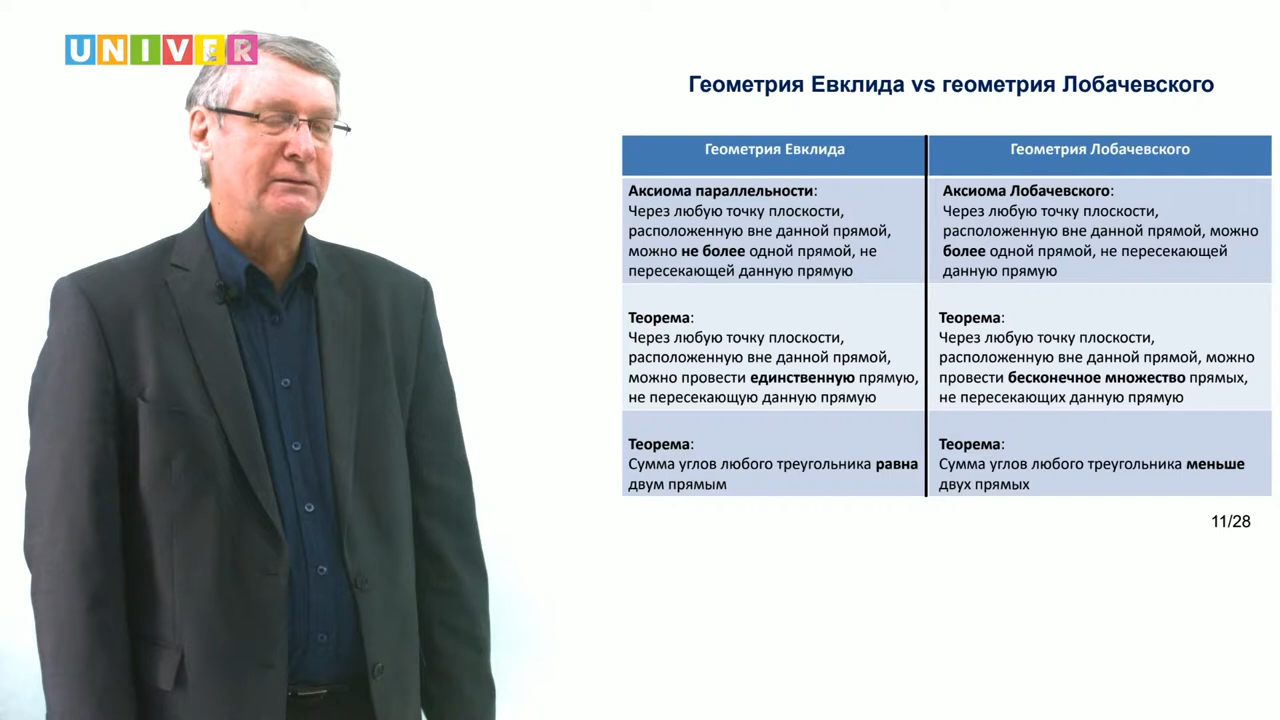 UNIVER
Геометрия Евклида vs геометрия Лобачевского
Геометрия Евклида
Геометрия Лобачевского
Аксиома параллельности:
Через любую точку плоскости,
расположенную вне данной прямой,
можно не более одной прямой, не
пересекающей данную прямую
Аксиома Лобачевского:
Через любую точку плоскости,
расположенную вне данной прямой, можно
более одной прямой, не пересекающей
данную прямую
Теорема:
Через любую точку плоскости,
расположенную вне данной прямой,
можно провести единственную прямую,
не пересекающую данную прямую
Теорема:
Через любую точку плоскости,
расположенную вне данной прямой, можно
провести бесконечное множество прямых,
не пересекающих данную прямую
Теорема:
Сумма углов любого треугольника равна
двум прямым
Теорема:
Сумма углов любого треугольника меньше
двух прямых
11/28